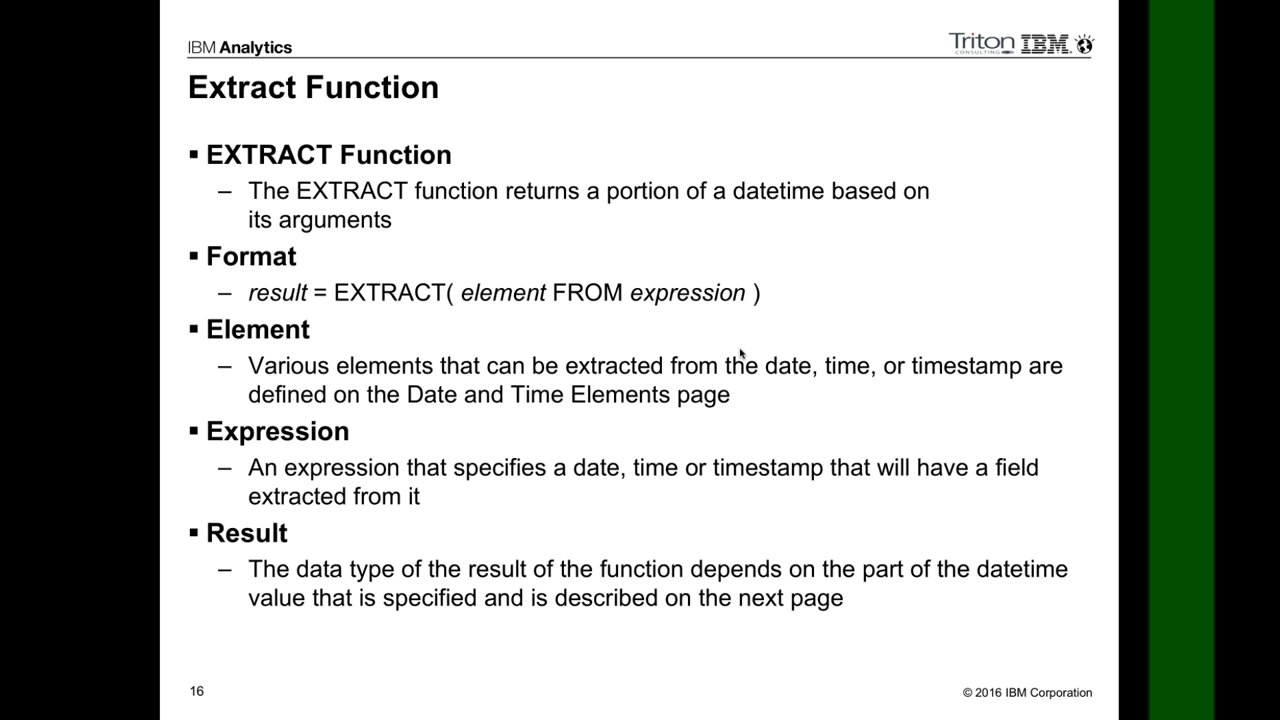 IBM Analytics
Triton CONSULTING IBM
Extract Function
▪ EXTRACT Function
– The EXTRACT function returns a portion of a datetime based on
its arguments
▪ Format
– result = EXTRACT( element FROM expression )
▪ Element
– Various elements that can be extracted from the date, time, or timestamp are
defined on the Date and Time Elements page
▪ Expression
– An expression that specifies a date, time or timestamp that will have a field
extracted from it
▪ Result
– The data type of the result of the function depends on the part of the datetime
value that is specified and is described on the next page
16
© 2016 IBM Corporation